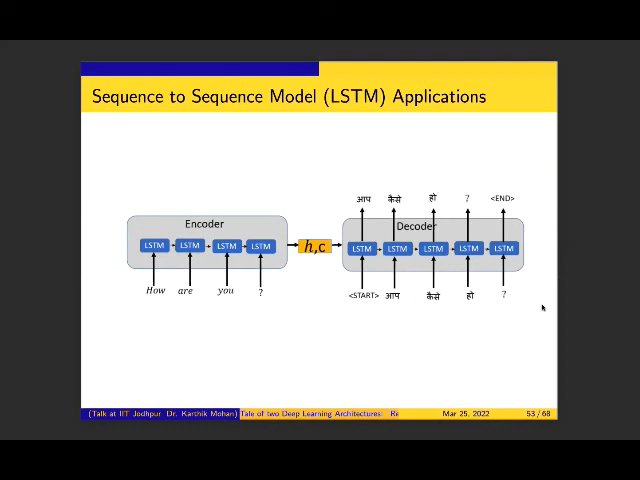 Sequence to Sequence Model (LSTM) Applications
आप कैसे हो ? <END>
Encoder
Decoder
LSTM LSTM LSTM LSTM
h,c
LSTM LSTM LSTM LSTM LSTM
How are you ?
<START> आप कैसे हो ?
(Talk at IIT Jodhpur Dr. Karthik Mohan) Tale of two Deep Learning Architectures: Re Mar 25, 2022 53 / 68